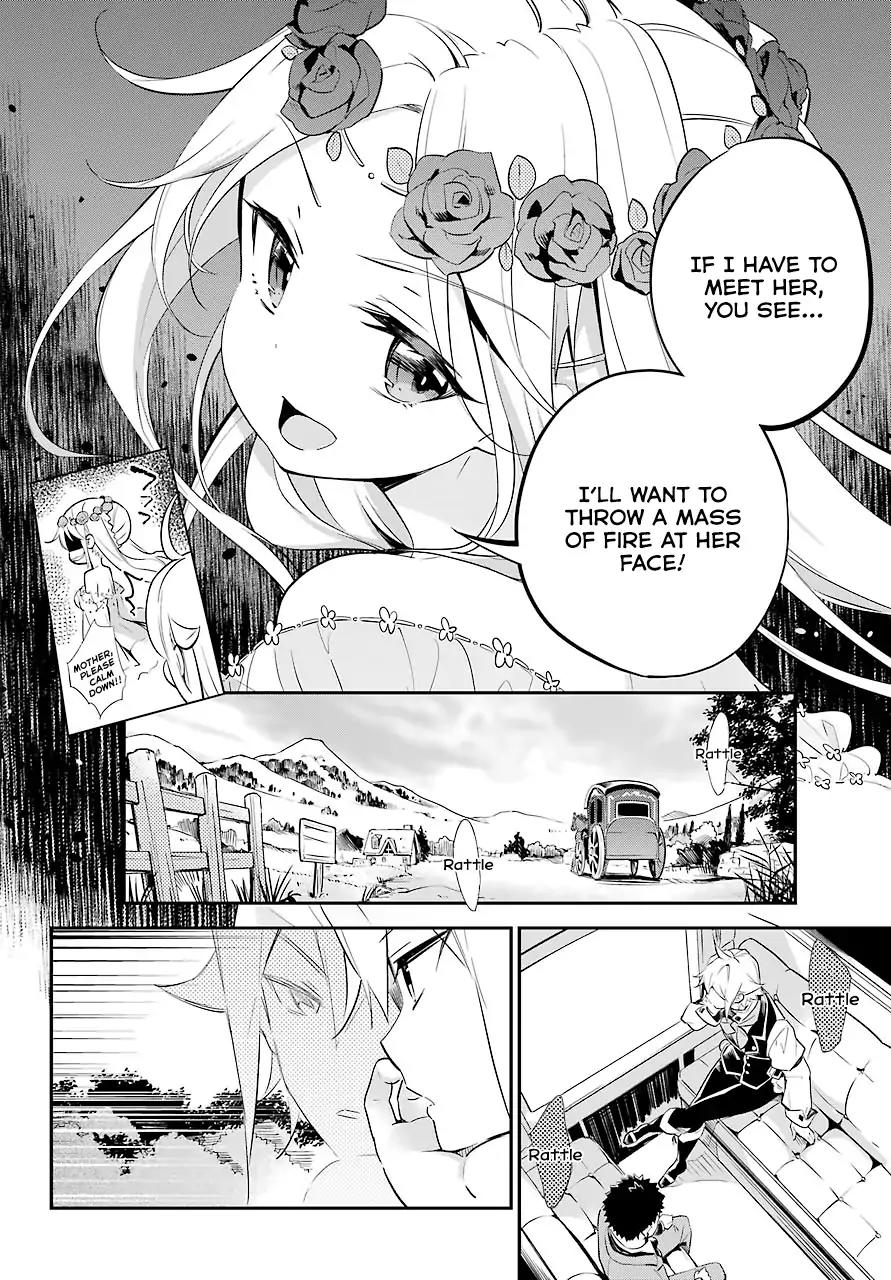 IF I HAVE TO
MEET HER,
YOU SEE...
I'LL WANT TO
THROW A MASS
OF FIRE AT HER
FACE!
MOTHER,
PLEASE
CALM
DOWN!!
Rattle
Rattle
Rattle
Rattle